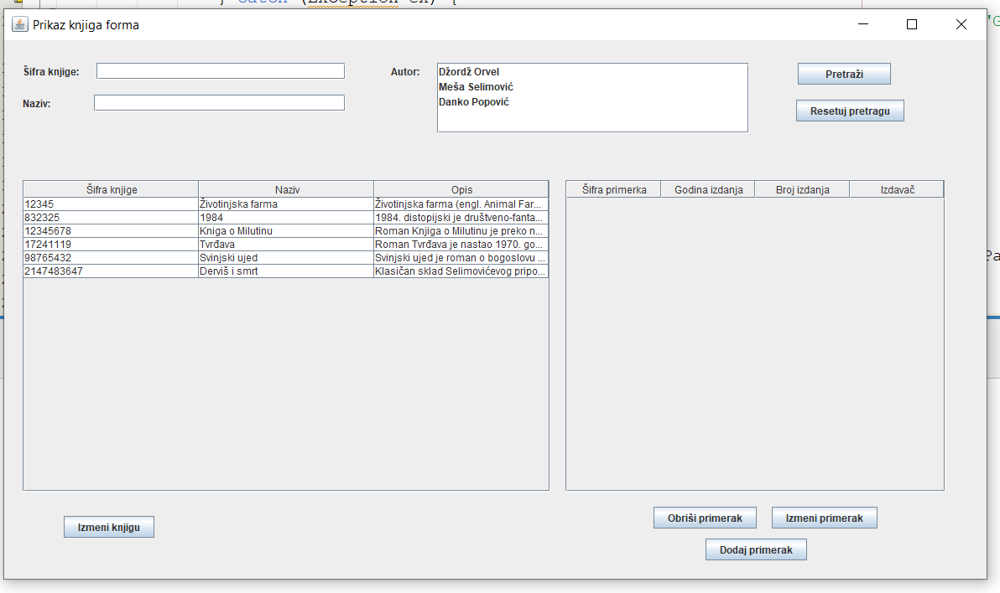 } catch (Exception ex) {
Prikaz knjiga forma
Šifra knjige:
Autor:
Džordž Orvel
Meša Selimović
Danko Popović
Pretraži
Naziv:
Resetuj pretragu
Šifra knjige Naziv Opis
12345 Životinjska farma Životinjska farma (engl. Animal Far...
832325 1984 1984. distopijski je društveno-fanta...
12345678 Kniga o Milutinu Roman Knjiga o Milutinu je preko n...
17241119 Tvrđava Roman Tvrđava je nastao 1970. go...
98765432 Svinjski ujed Svinjski ujed je roman o bogoslovu ...
2147483647 Derviš i smrt Klasičan sklad Selimovićevog pripo...
Šifra primerka Godina izdanja Broj izdanja Izdavač
Izmeni knjigu
Obriši primerak Izmeni primerak
Dodaj primerak